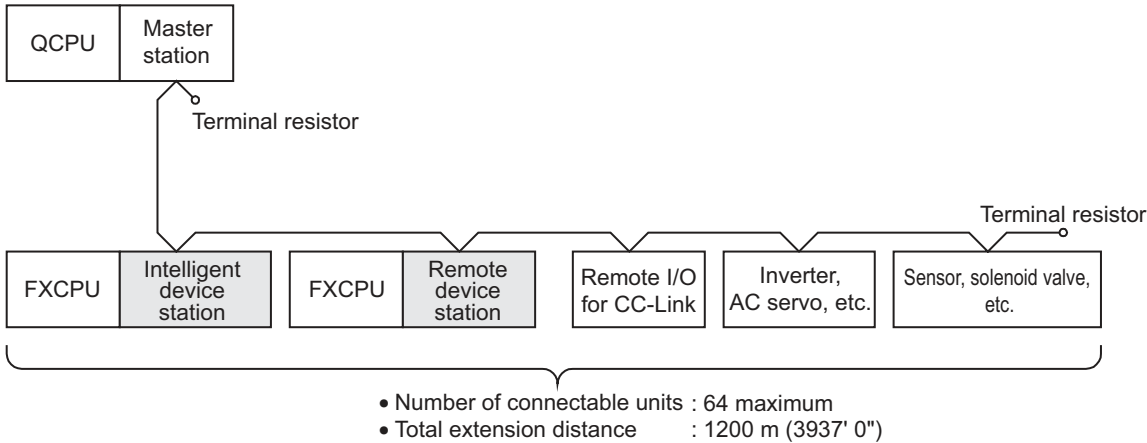 QCPU
Master
station
Terminal resistor
Terminal resistor
FXCPU
Intelligent
device
station
FXCPU
Remote
device
station
Remote I/O
for CC-Link
Inverter,
AC servo, etc.
Sensor, solenoid valve,
etc.
• Number of connectable units : 64 maximum
• Total extension distance : 1200 m (3937' 0")